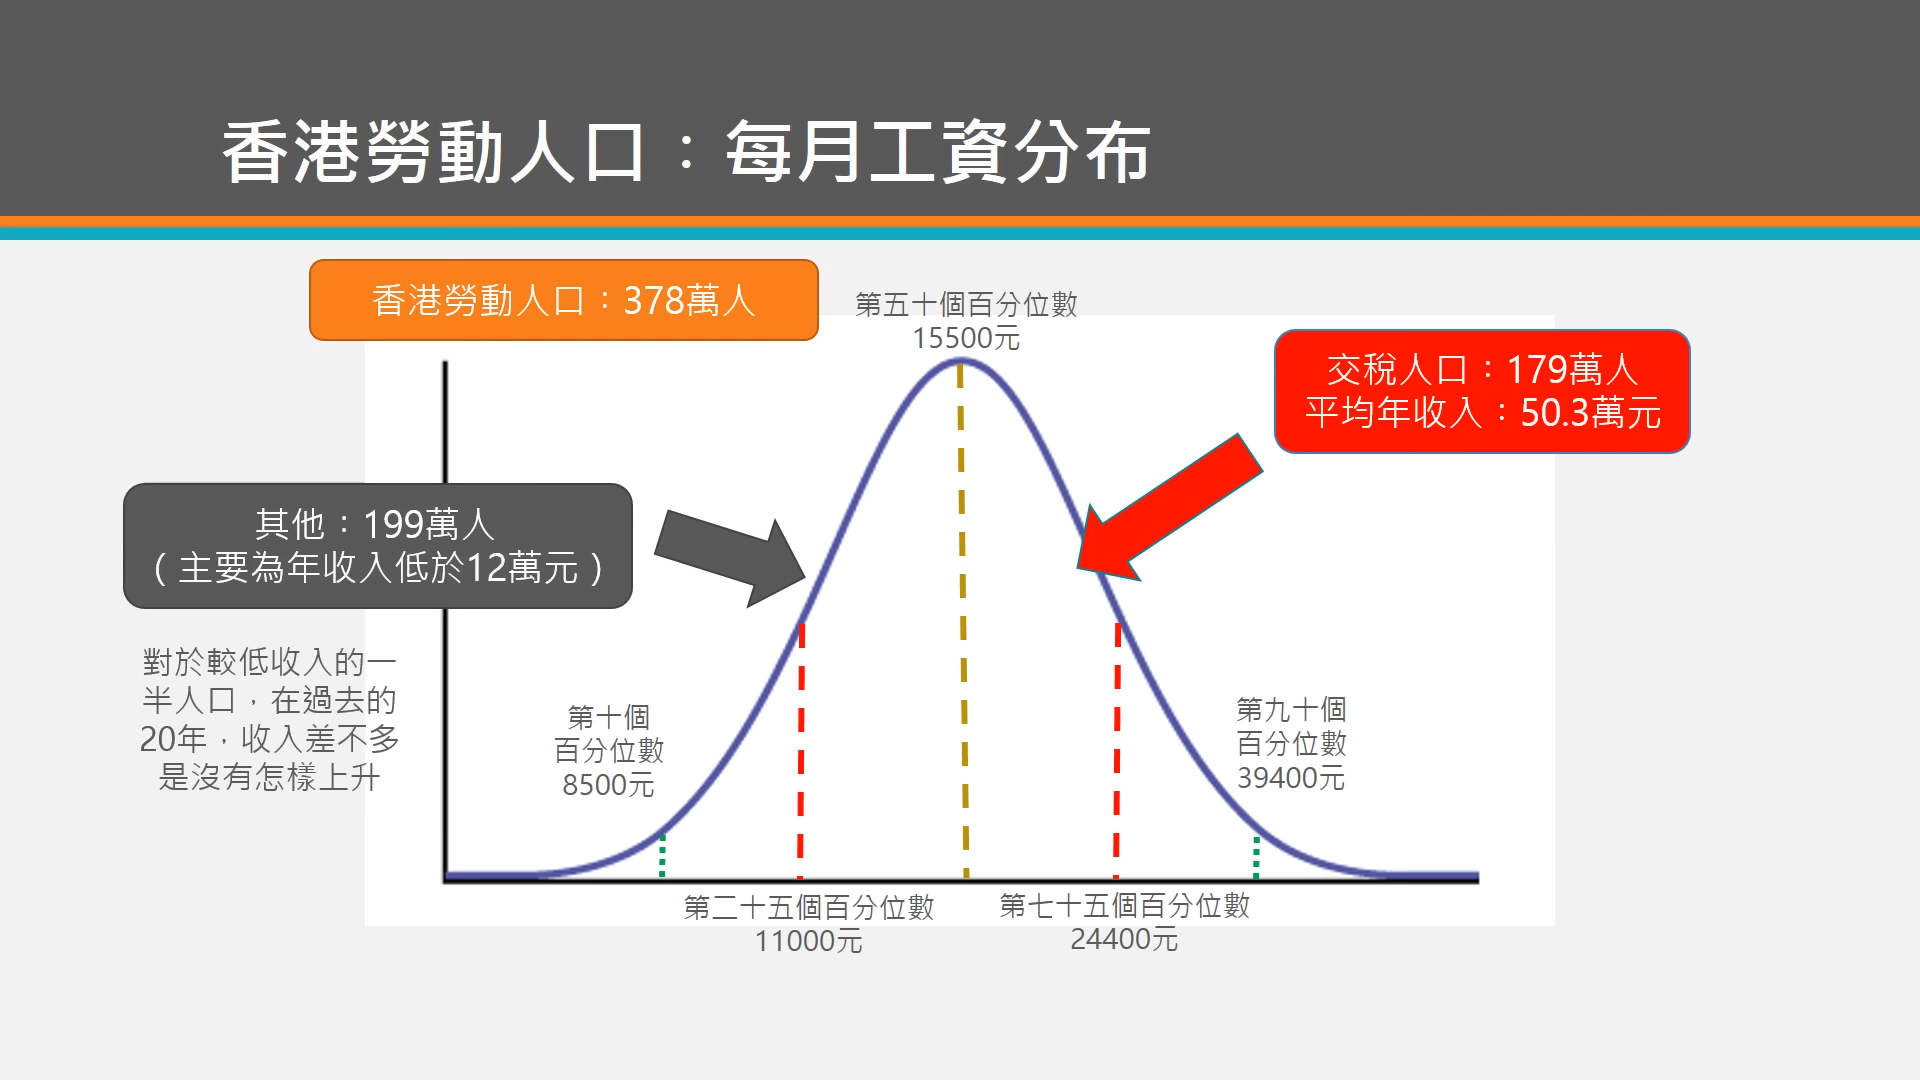 香港勞動人口：每月工資分布
香港勞動人口：378萬人
第五十個百分位數
15500元
交稅人口：179萬人
平均年收入：50.3萬元
其他：199萬人
（主要為年收入低於12萬元）
對於較低收入的一
半人口，在過去的
20年，收入差不多
是沒有怎樣上升
第十個
百分位數
8500元
第九十個
百分位數
39400元
第二十五個百分位數
11000元
第七十五個百分位數
24400元